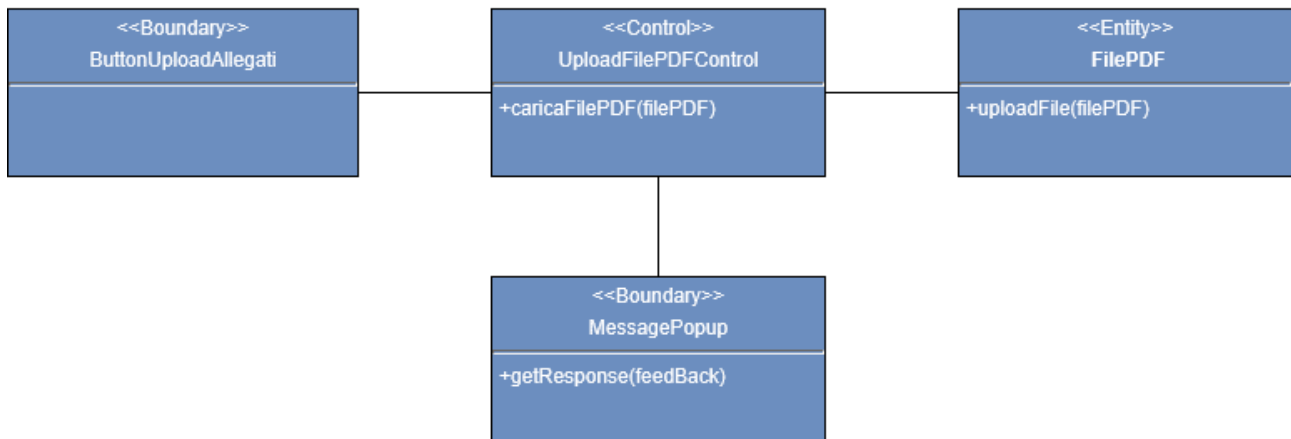 <<Boundary>>
ButtonUploadAllegati
<<Control>>
UploadFilePDFControl
+caricaFilePDF(filePDF)
<<Entity>>
FilePDF
+uploadFile(filePDF)
<<Boundary>>
MessagePopup
+getResponse(feedBack)